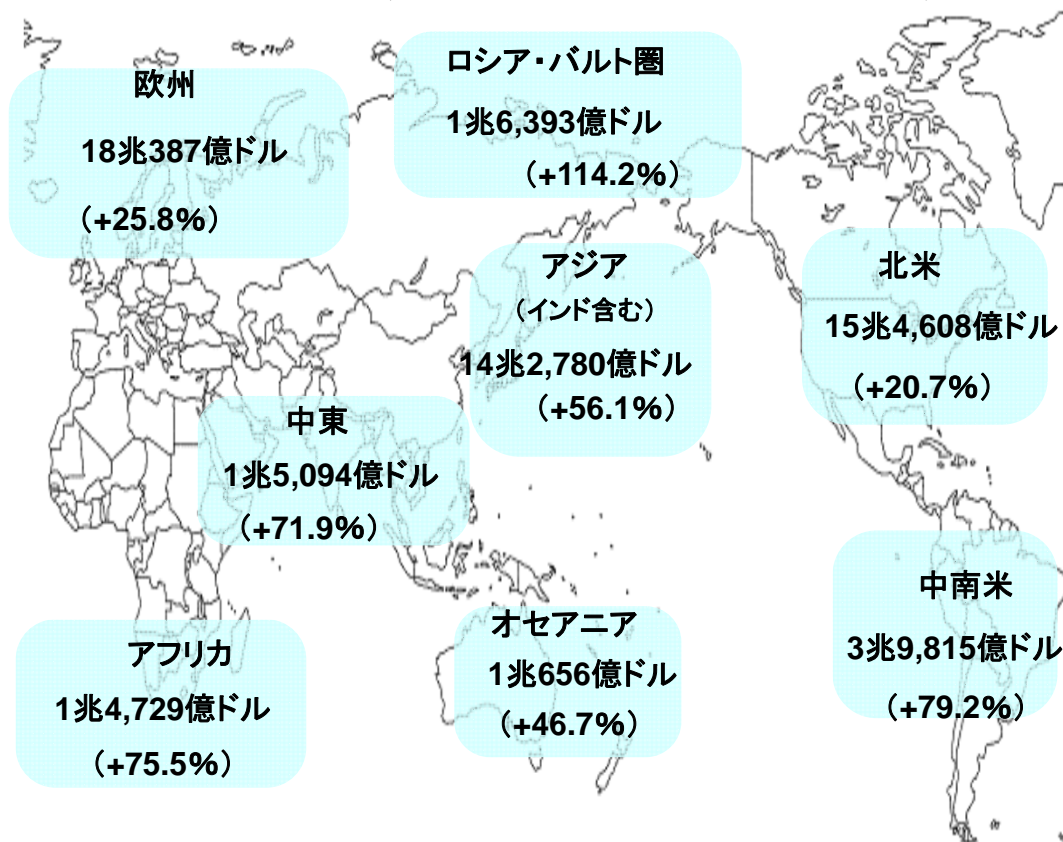 欧州
18兆387億ドル
(+25.8%)
ロシア・バルト圏
1兆6,393億ドル
(+114.2%)
アジア
(インド含む)
14兆2,780億ドル
(+56.1%)
北米
15兆4,608億ドル
(+20.7%)
中東
1兆5,094億ドル
(+71.9%)
中南米
3兆9,815億ドル
(+79.2%)
アフリカ
1兆4,729億ドル
(+75.5%)
オセアニア
1兆656億ドル
(+46.7%)